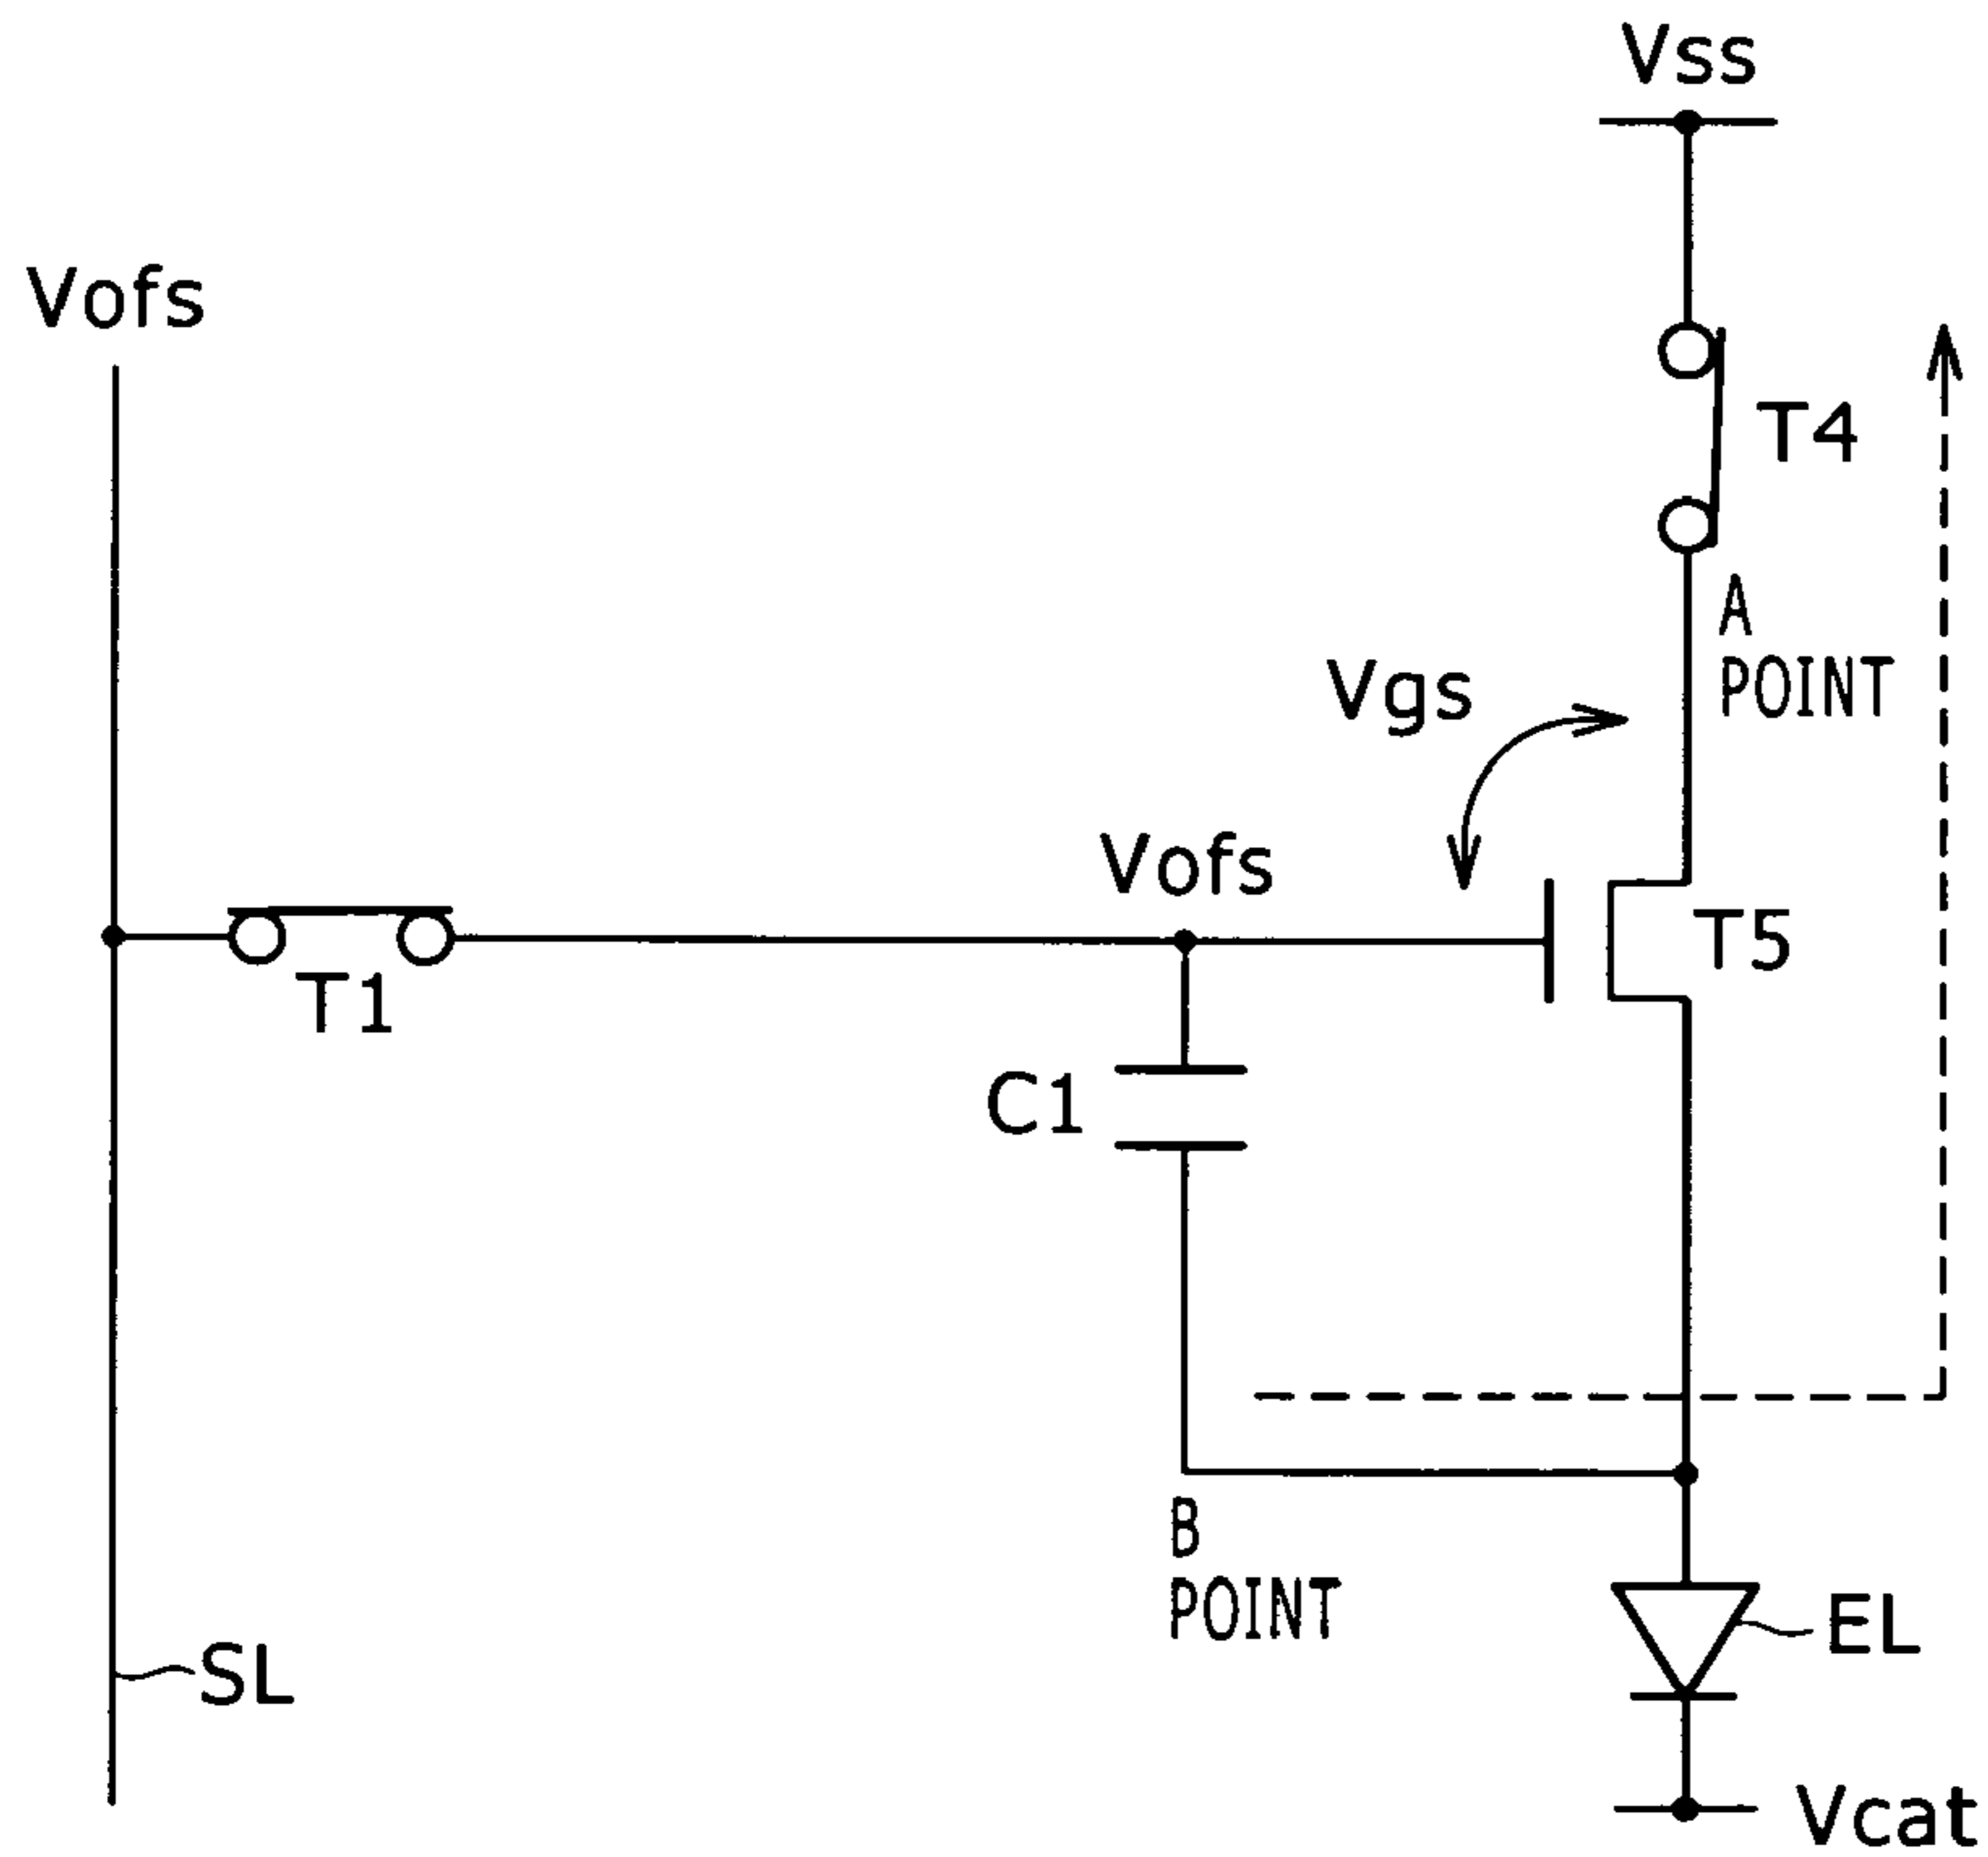 Vss
Vofs
T4
A
POINT
Vgs
Vofs
T5
T1
C1
B
POINT
EL
SL
Vcat